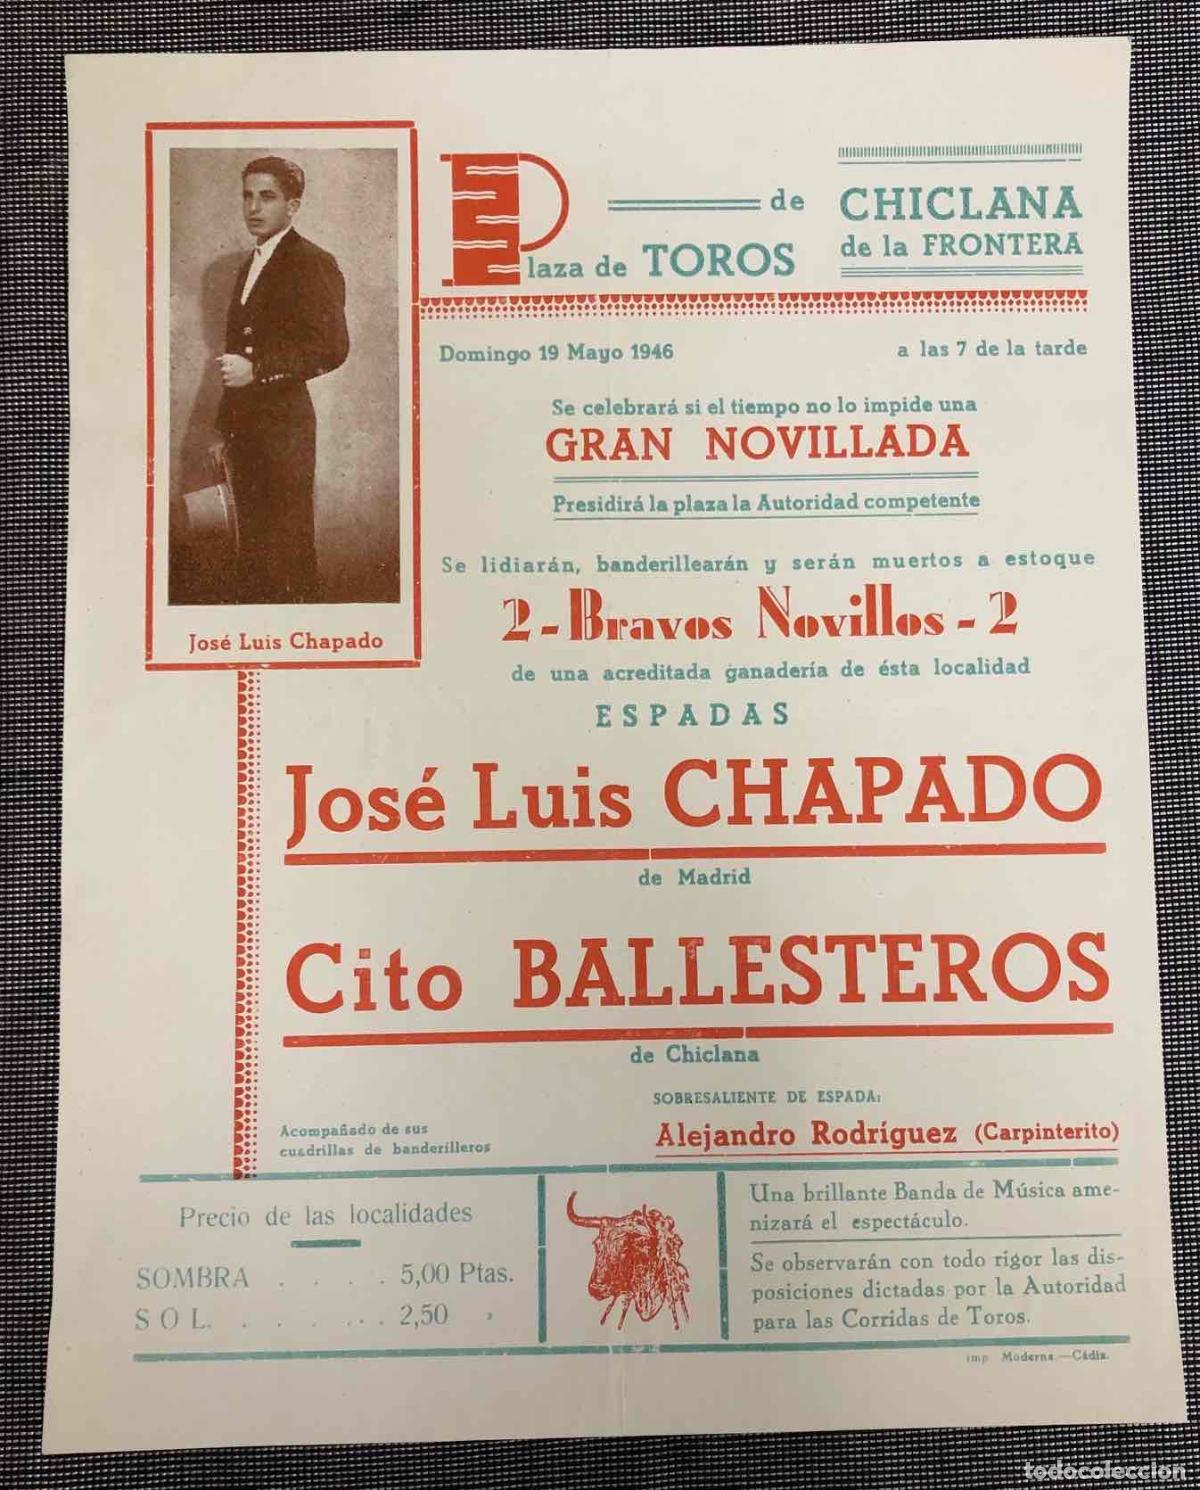 José Luis Chapado
Plaza de TOROS de
CHICLANA
de la FRONTERA
Domingo 19 Mayo 1946 a las 7 de la tarde
Se celebrará si el tiempo no lo impide una
GRAN NOVILLADA
Presidirá la plaza la Autoridad competente
Se lidiarán, banderillearán y serán muertos a estoque
2 - Bravos Novillos - 2
de una acreditada ganadería de ésta localidad
ESPADAS
José Luis CHAPADO
de Madrid
Cito BALLESTEROS
de Chiclana
Acompañado de sus
cuadrillas de banderilleros
SOBRESALIENTE DE ESPADA:
Alejandro Rodríguez (Carpinterito)
Precio de las localidades
SOMBRA . . . . 5,00 Ptas.
SOL. . . . . . . 2,50 »
Una brillante Banda de Música ame-
nizará el espectáculo.
Se observarán con todo rigor las dis-
posiciones dictadas por la Autoridad
para las Corridas de Toros.
imp. Moderna.—Cádiz.
todocoleccion